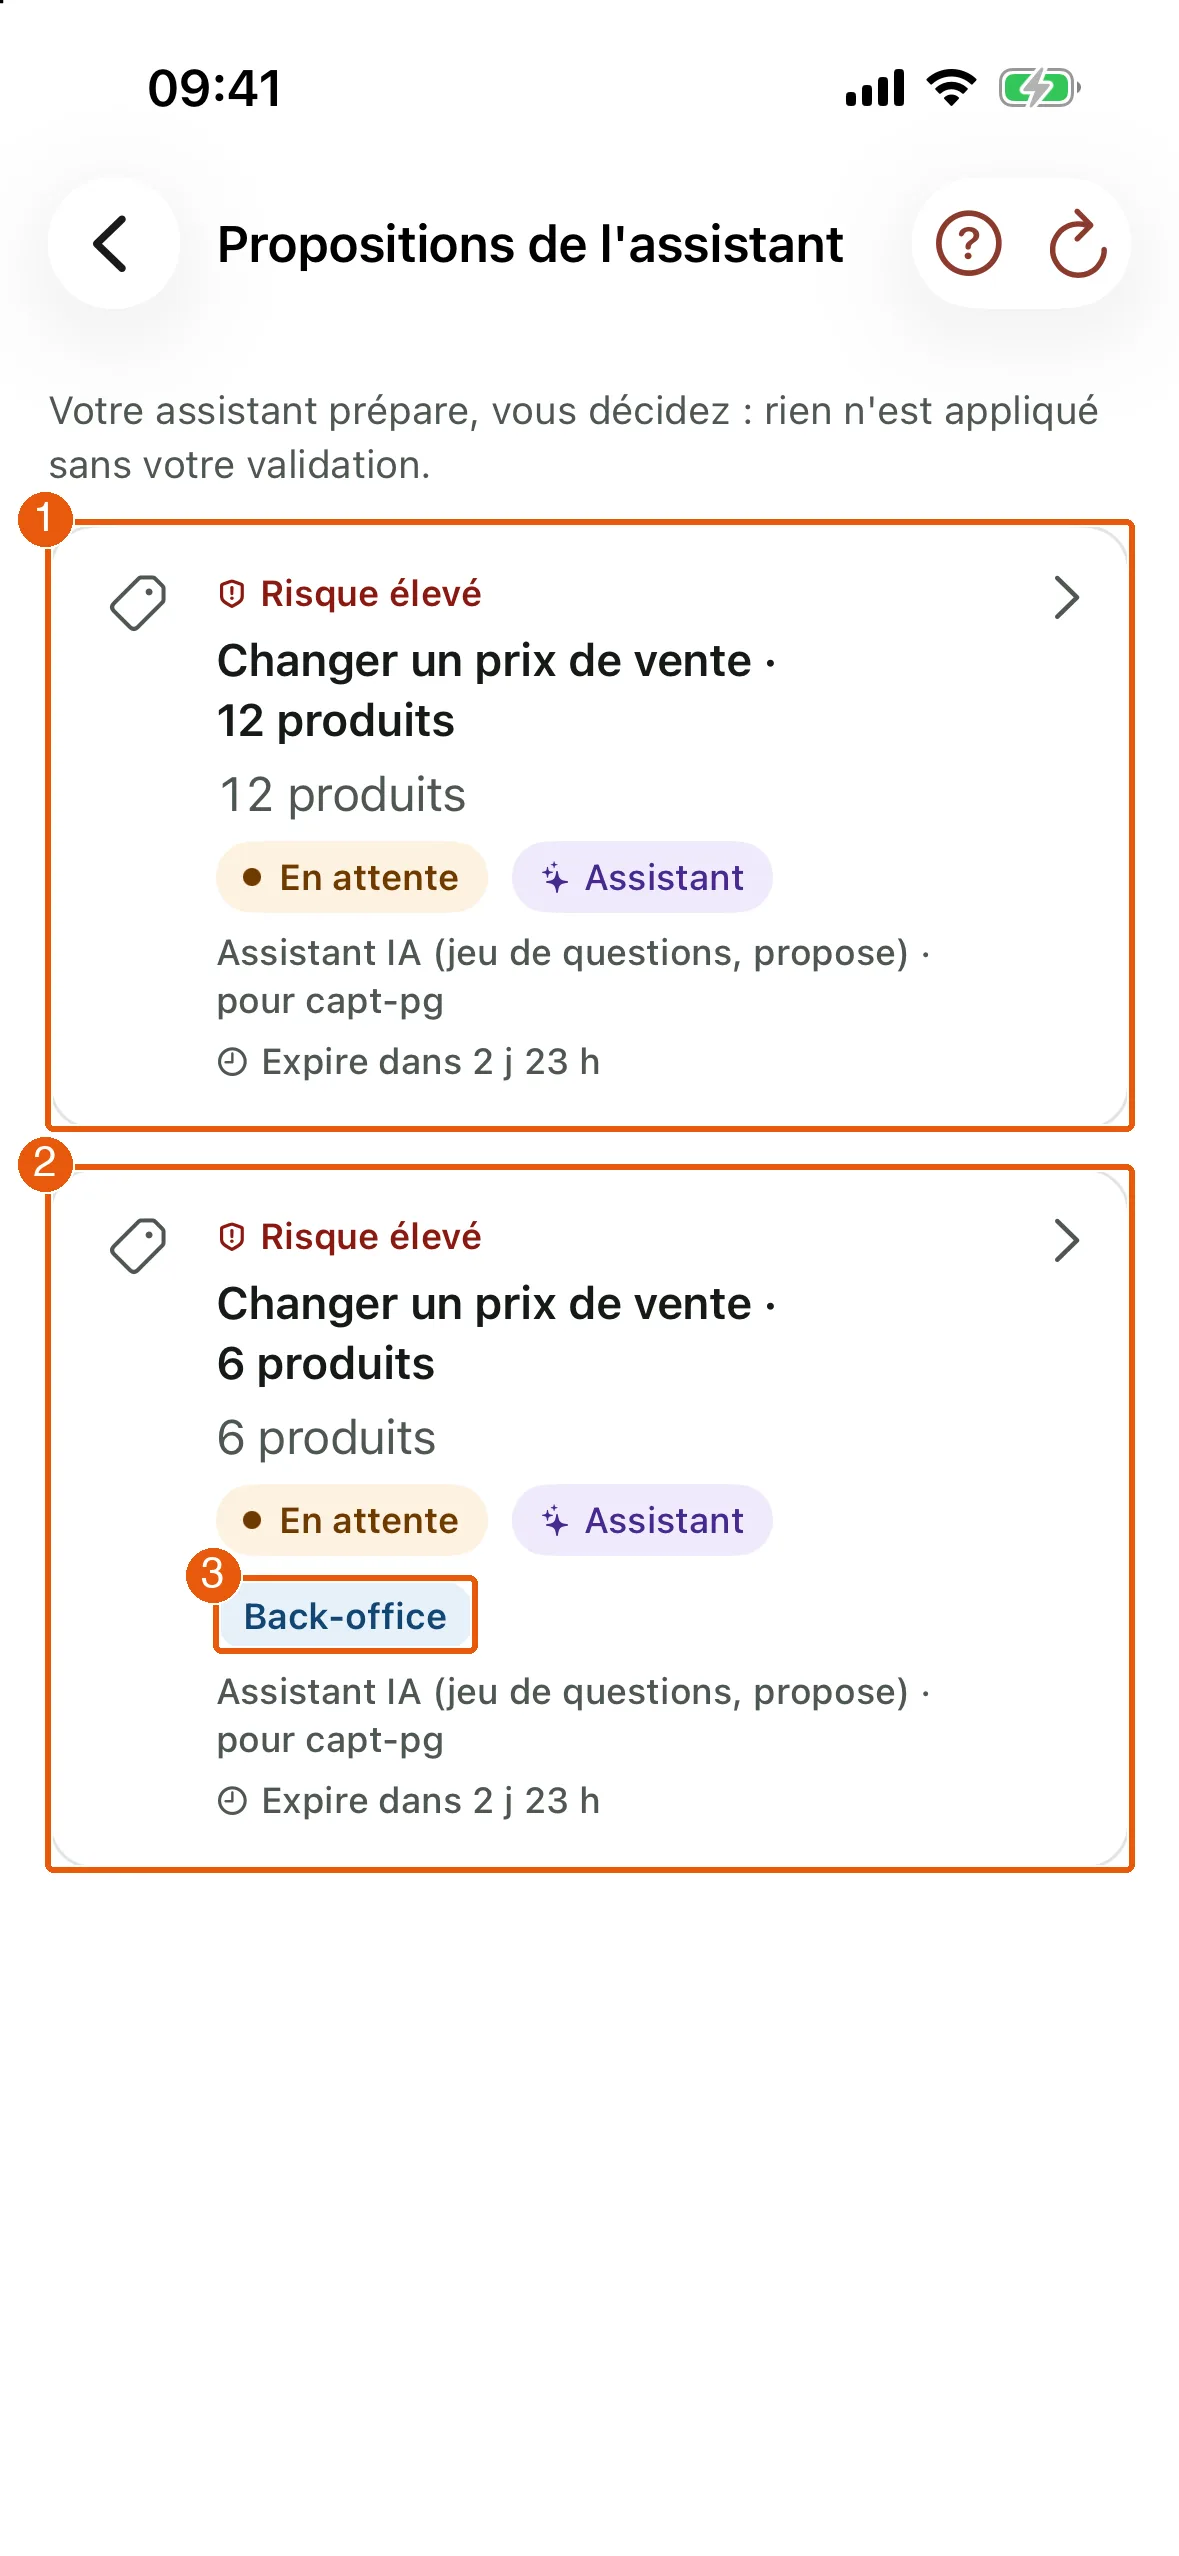 09:41
Propositions de l'assistant
Votre assistant prépare, vous décidez : rien n'est appliqué
sans votre validation.
1
Risque élevé
Changer un prix de vente ·
12 produits
12 produits
En attente
Assistant
Assistant IA (jeu de questions, propose) ·
pour capt-pg
Expire dans 2 j 23 h
2
Risque élevé
Changer un prix de vente ·
6 produits
6 produits
En attente
Assistant
3
Back-office
Assistant IA (jeu de questions, propose) ·
pour capt-pg
Expire dans 2 j 23 h